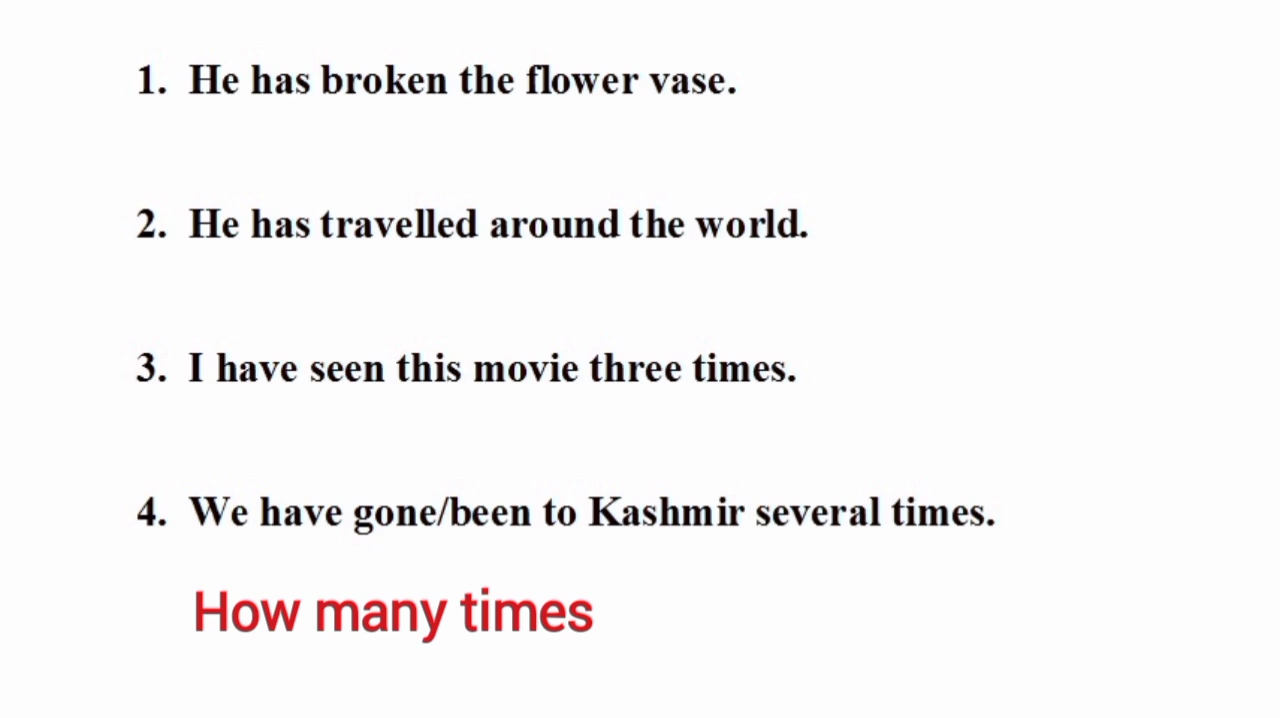 1. He has broken the flower vase.
2. He has travelled around the world.
3. I have seen this movie three times.
4. We have gone/been to Kashmir several times.
How many times